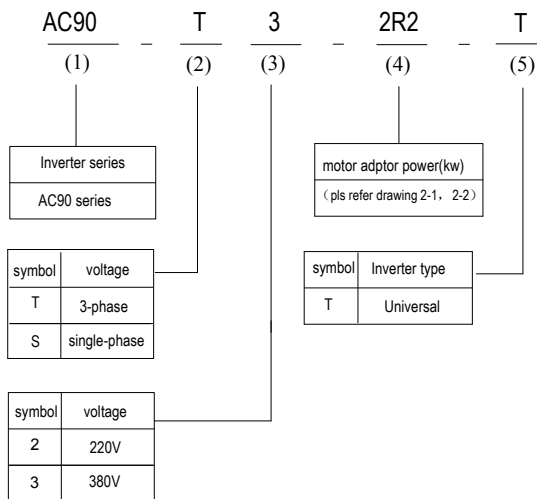 AC90 - T 3 - 2R2 - T
(1) (2) (3) (4) (5)
Inverter series
AC90 series
motor adptor power(kw)
（pls refer drawing 2-1， 2-2）
symbol voltage
T 3-phase
S single-phase
symbol Inverter type
T Universal
symbol voltage
2 220V
3 380V